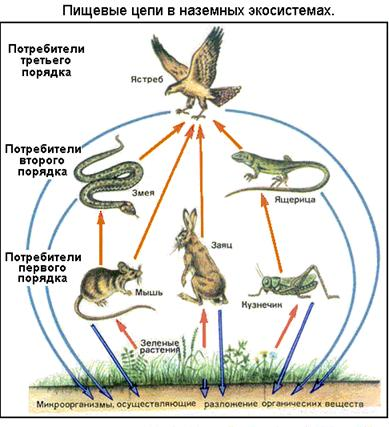 Пищевые цепи в наземных экосистемах.
Потребители
третьего
порядка
Ястреб
Потребители
второго
порядка
Змея
Ящерица
Потребители
первого
порядка
Заяц
Мышь
Кузнечик
Зеленые
растения
Микроорганизмы, осуществляющие разложение органических веществ